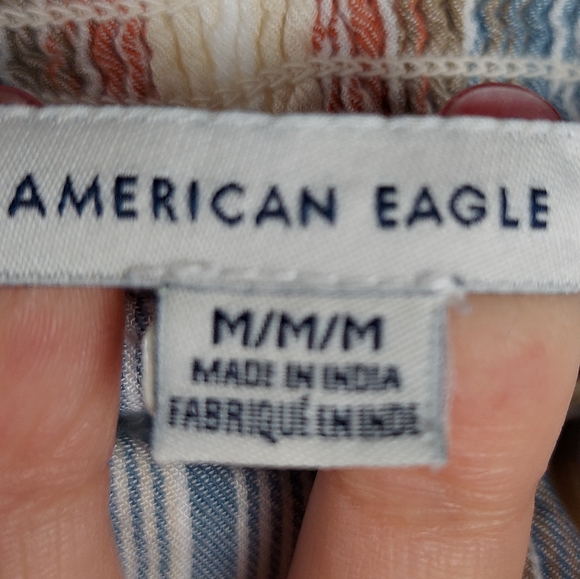 AMERICAN EAGLE
M/M/M
MADE IN INDIA
FABRIQUÉ EN INDE